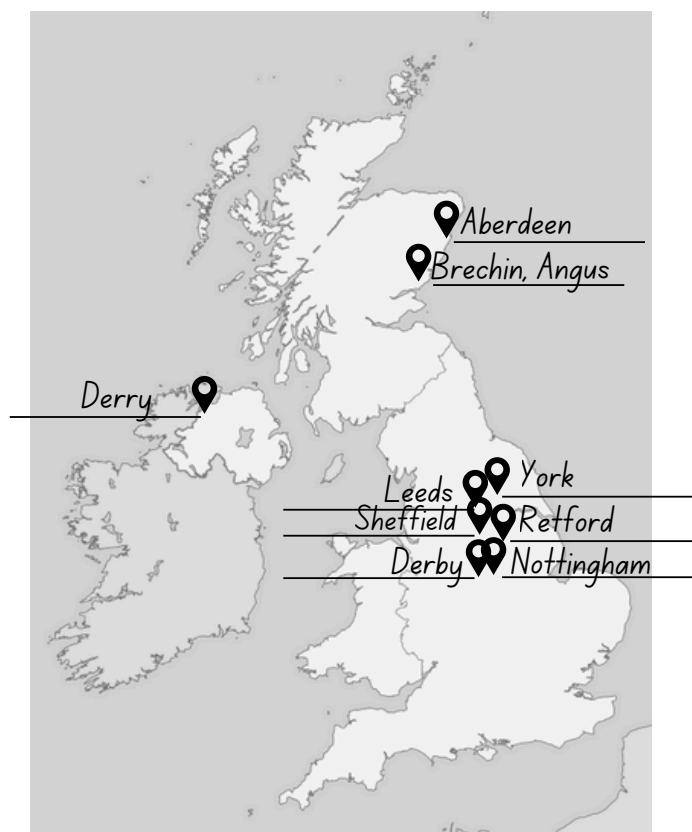 Aberdeen
Brechin, Angus
Derry
York
Leeds
Sheffield
Retford
Derby
Nottingham